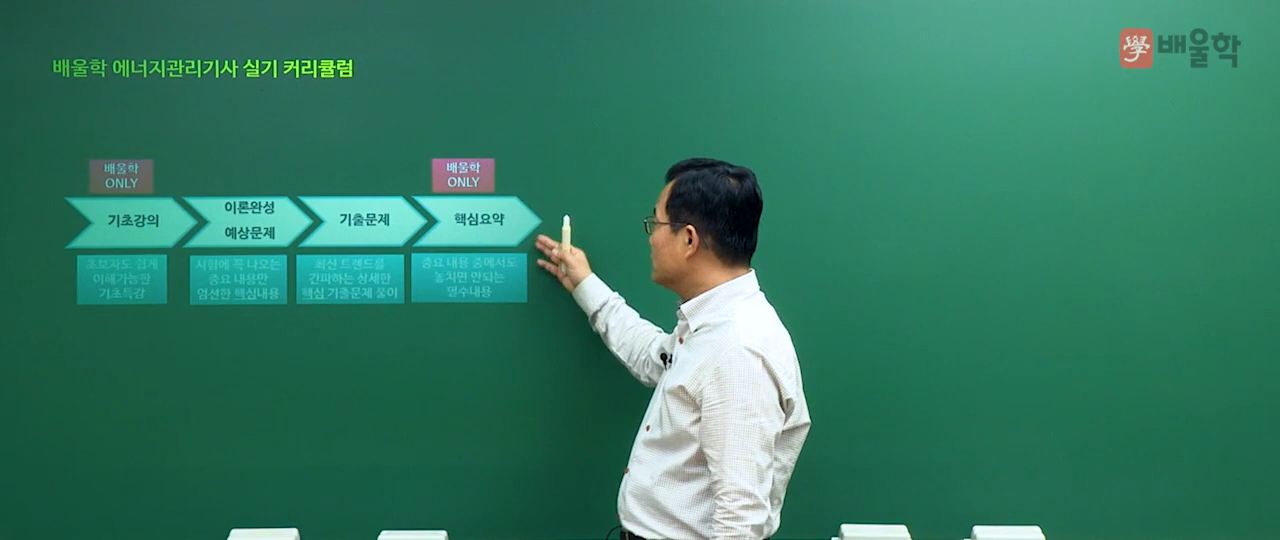 배울학 에너지관리기사 실기 커리큘럼
學 배울학
배울학
ONLY
배울학
ONLY
기초강의
이론완성
예상문제
기출문제
핵심요약
초보자도 쉽게
이해가능한
기초특강
시험에 꼭 나오는
중요 내용만
엄선한 핵심내용
최신 트렌드를
간파하는 상세한
핵심 기출문제 풀이
중요 내용 중에서도
놓치면 안되는
필수내용